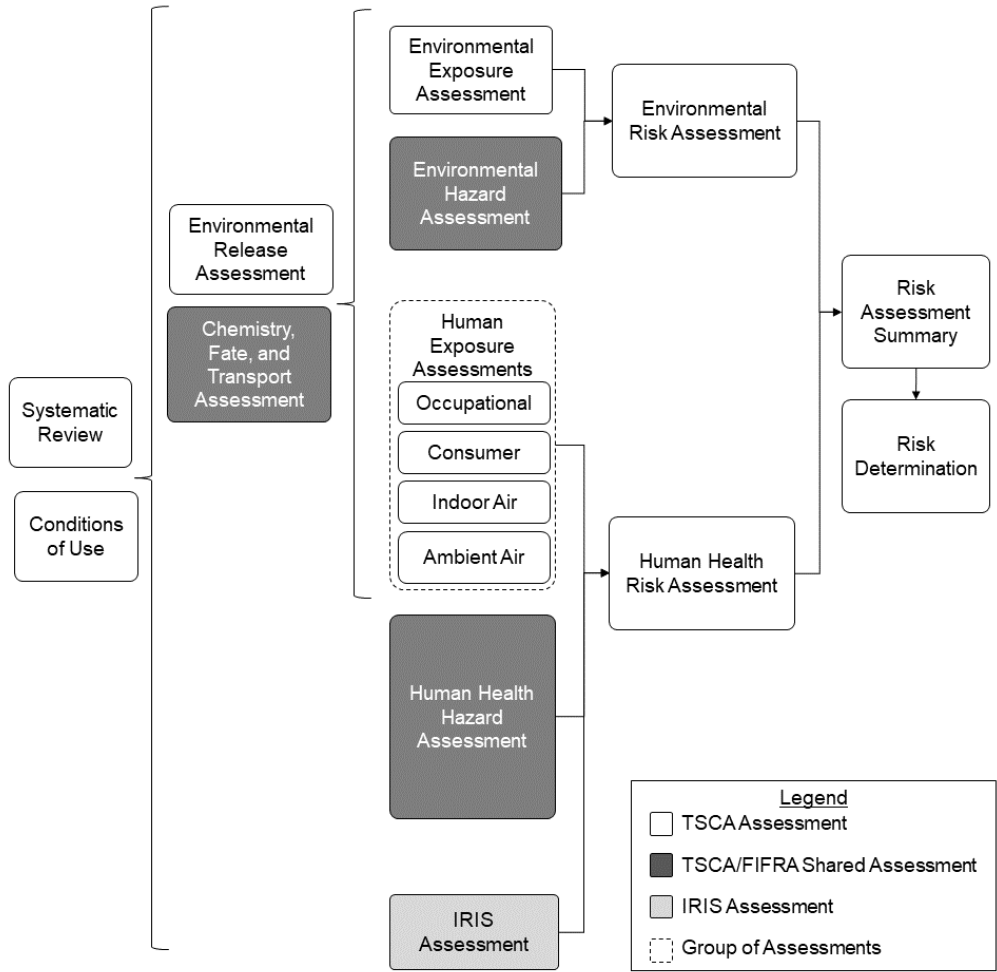 Systematic
Review
Conditions
of Use
Environmental
Release
Assessment
Chemistry,
Fate, and
Transport
Assessment
Environmental
Exposure
Assessment
Environmental
Hazard
Assessment
Human
Exposure
Assessments
Occupational
Consumer
Indoor Air
Ambient Air
Human Health
Hazard
Assessment
IRIS
Assessment
Environmental
Risk Assessment
Human Health
Risk Assessment
Risk
Assessment
Summary
Risk
Determination
Legend
TSCA Assessment
TSCA/FIFRA Shared Assessment
IRIS Assessment
Group of Assessments